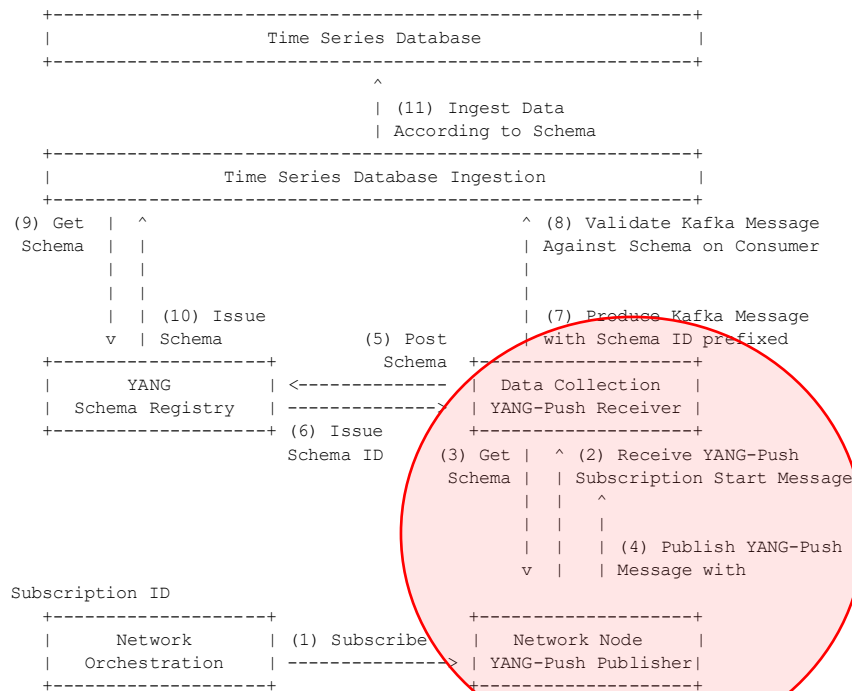 +--------------------------------------------------------------+
|                     Time Series Database                     |
+--------------------------------------------------------------+
                                ^
                                | (11) Ingest Data
                                | According to Schema
+--------------------------------------------------------------+
|                 Time Series Database Ingestion               |
+--------------------------------------------------------------+
(9) Get  |  ^                                    ^ (8) Validate Kafka Message
Schema  |  |                                    | Against Schema on Consumer
|  |                                    |
|  |                                    |
|  | (10) Issue                         | (7) Produce Kafka Message
v  | Schema            (5) Post         | with Schema ID prefixed
+---------------------+   Schema   +---------------------+
|        YANG         | <--------------  |   Data Collection   |
|   Schema Registry   | -------------->  | YANG-Push Receiver |
+---------------------+ (6) Issue        +---------------------+
Schema ID     (3) Get |  ^ (2) Receive YANG-Push
Schema |  | Subscription Start Message
|  |   ^
|  |   |
|  |   | (4) Publish YANG-Push
v  |   | Message with
Subscription ID
+---------------------+                  +---------------------+
|       Network       | (1) Subscribe    |    Network Node     |
|    Orchestration    | ---------------> | YANG-Push Publisher|
+---------------------+                  +---------------------+